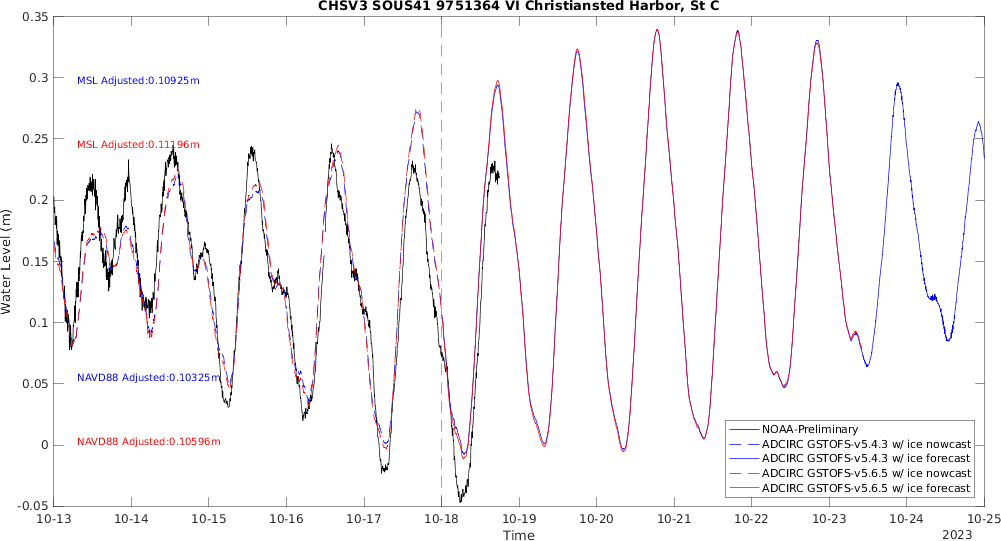 CHSV3 SOUS41 9751364 VI Christiansted Harbor, St C
0.35
0.3
0.25
0.2
0.15
0.1
0.05
0
-0.05
Water Level (m)
MSL Adjusted:0.10925m
MSL Adjusted:0.11196m
NAVD88 Adjusted:0.10325m
NAVD88 Adjusted:0.10596m
NOAA-Preliminary
ADCIRC GSTOFS-v5.4.3 w/ ice nowcast
ADCIRC GSTOFS-v5.4.3 w/ ice forecast
ADCIRC GSTOFS-v5.6.5 w/ ice nowcast
ADCIRC GSTOFS-v5.6.5 w/ ice forecast
10-13 10-14 10-15 10-16 10-17 10-18 10-19 10-20 10-21 10-22 10-23 10-24 10-25
Time
2023